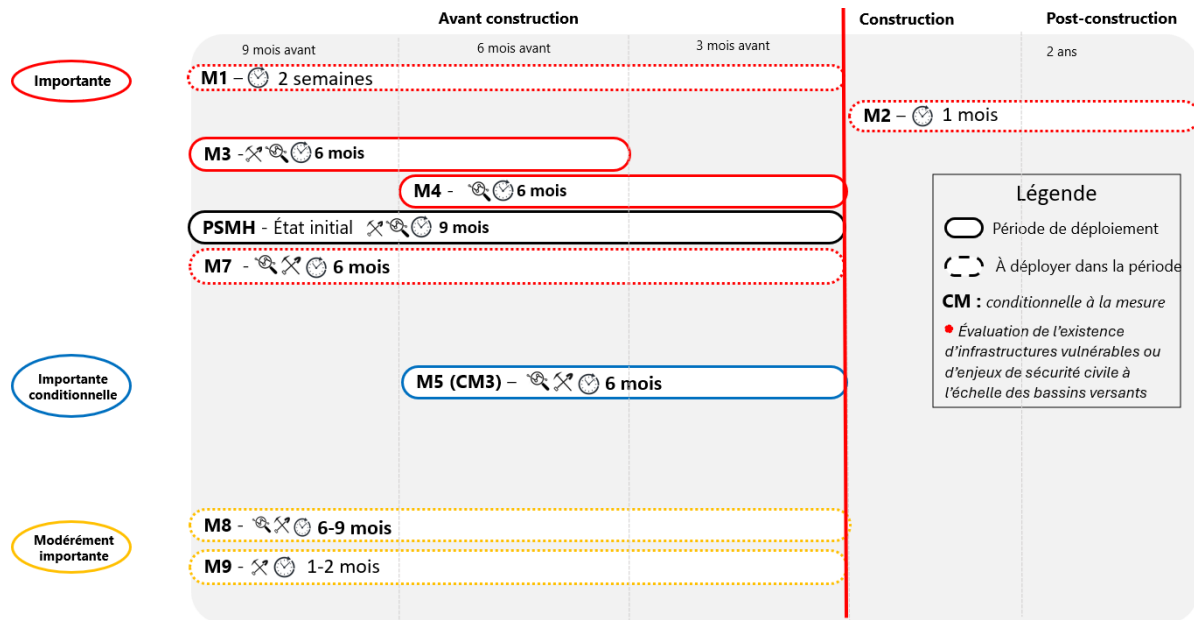 Avant construction
Construction
Post-construction
9 mois avant
6 mois avant
3 mois avant
2 ans
Importante
M1 – 2 semaines
M2 – 1 mois
M3 - 6 mois
M4 - 6 mois
PSMH - État initial 9 mois
M7 - 6 mois
Importante
conditionnelle
M5 (CM3) – 6 mois
Modérément
importante
M8 - 6-9 mois
M9 - 1-2 mois
Légende
Période de déploiement
À déployer dans la période
CM : conditionnelle à la mesure
Évaluation de l’existence
d’infrastructures vulnérables ou
d’enjeux de sécurité civile à
l’échelle des bassins versants